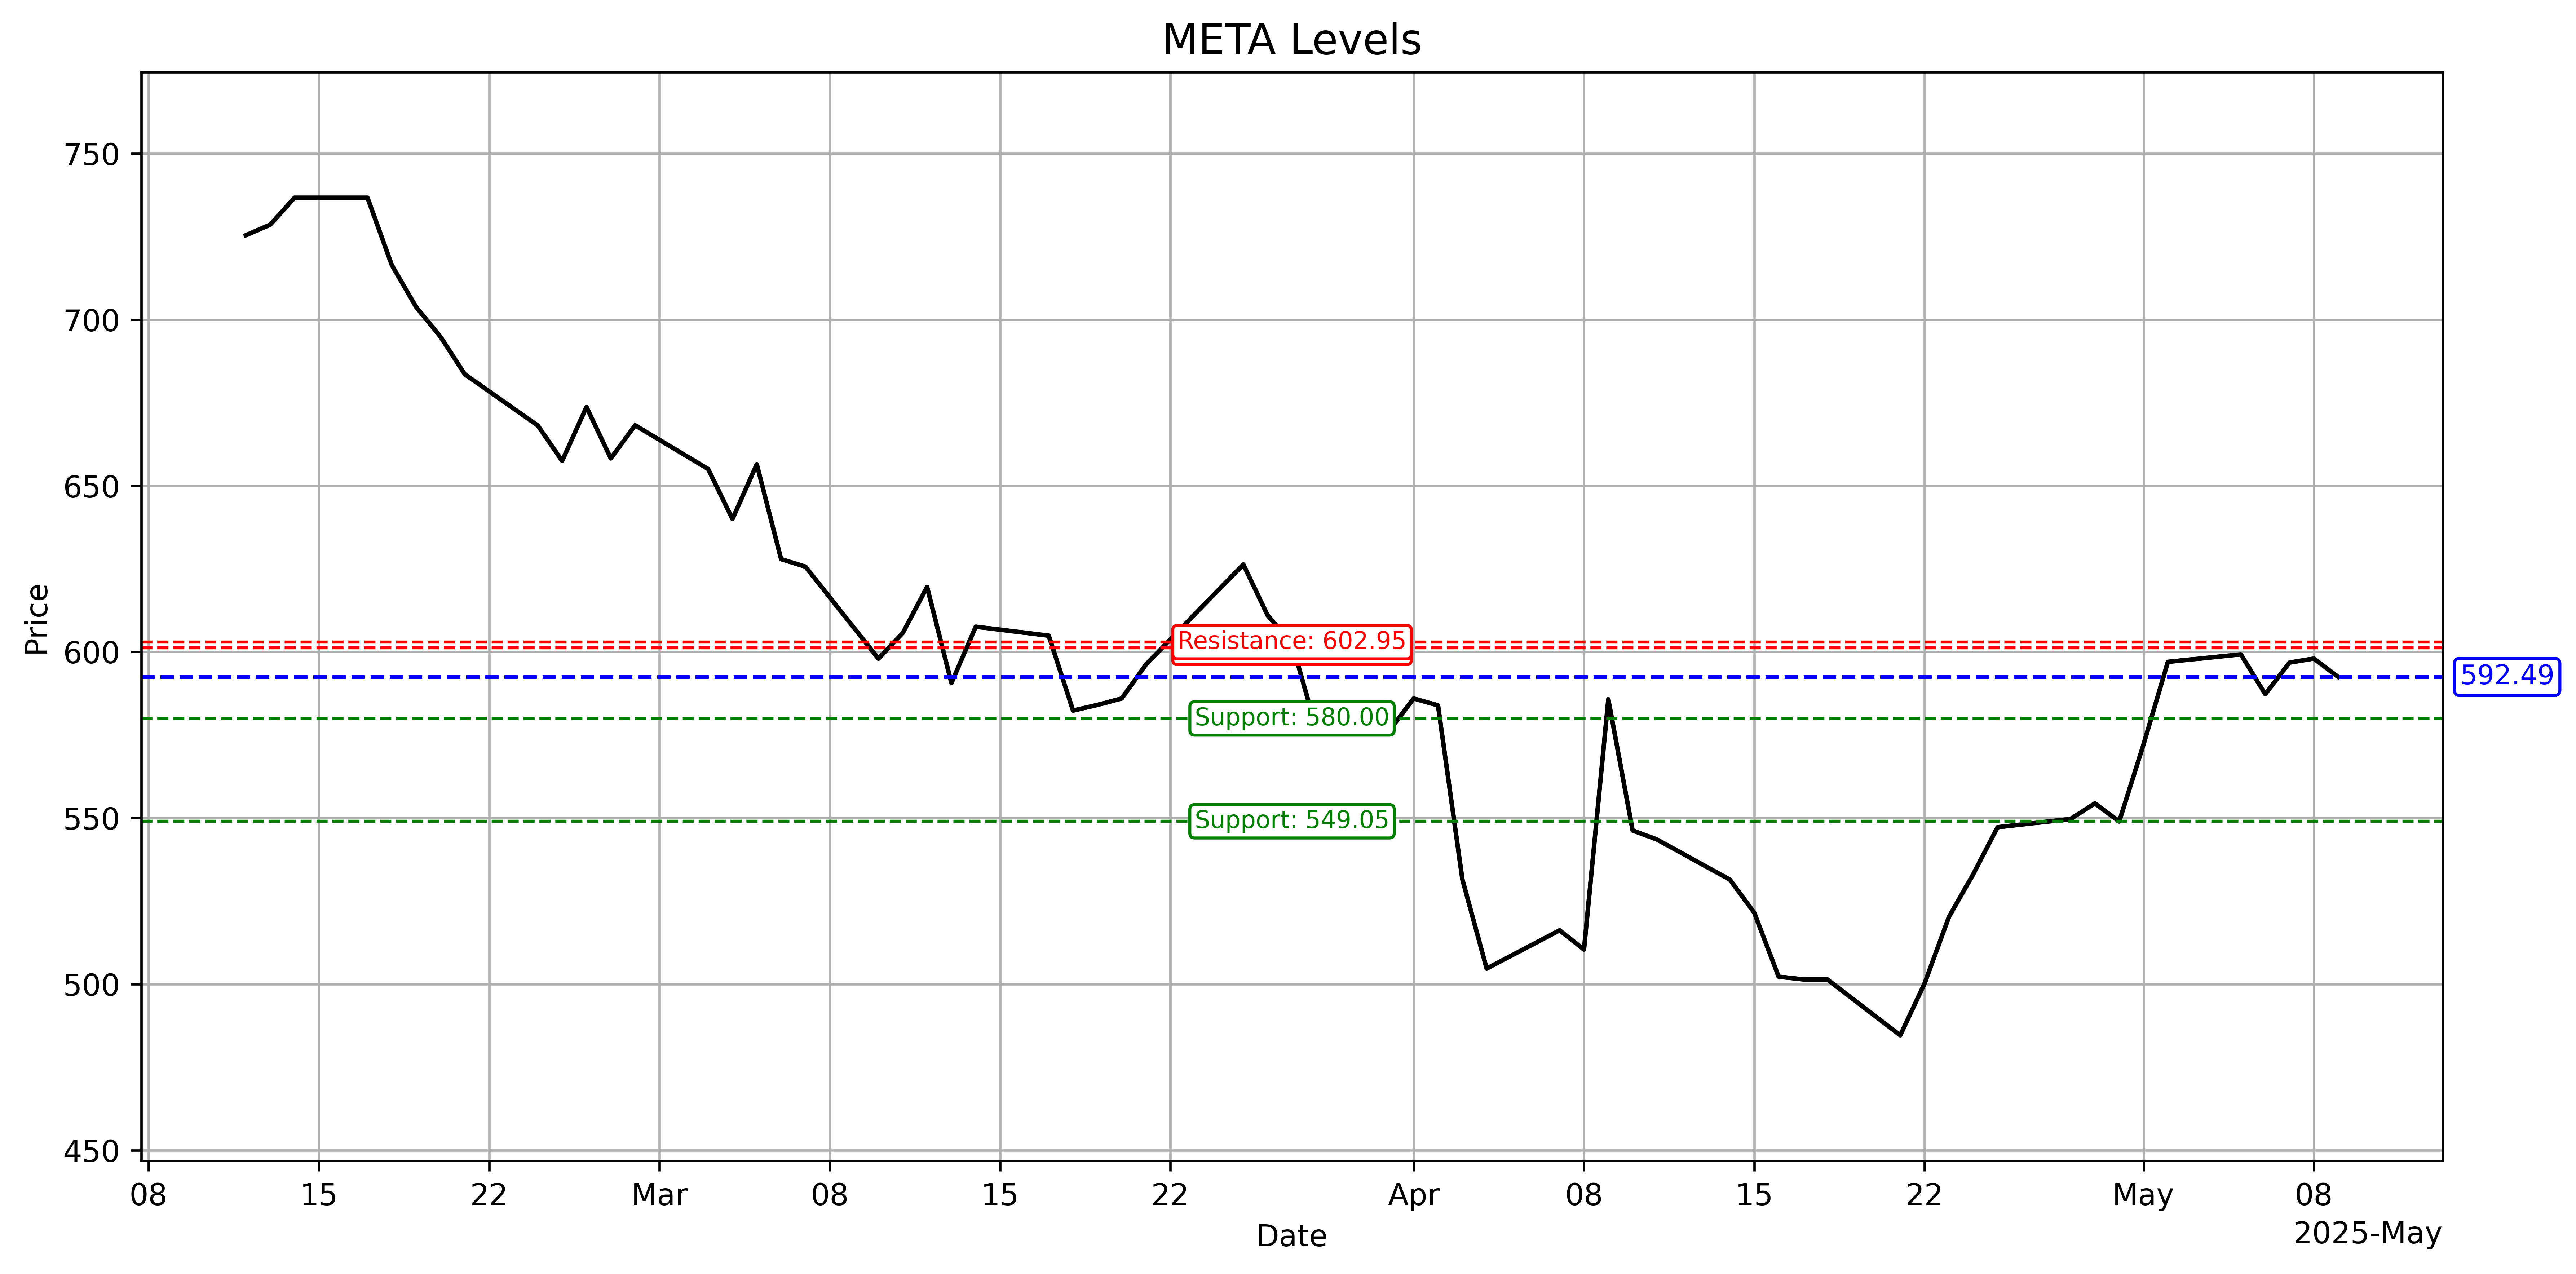 META Levels
Price
750
700
650
600
550
500
450
Resistance: 602.95
592.49
Support: 580.00
Support: 549.05
08 15 22 Mar 08 15 22 Apr 08 15 22 May 08
Date
2025-May